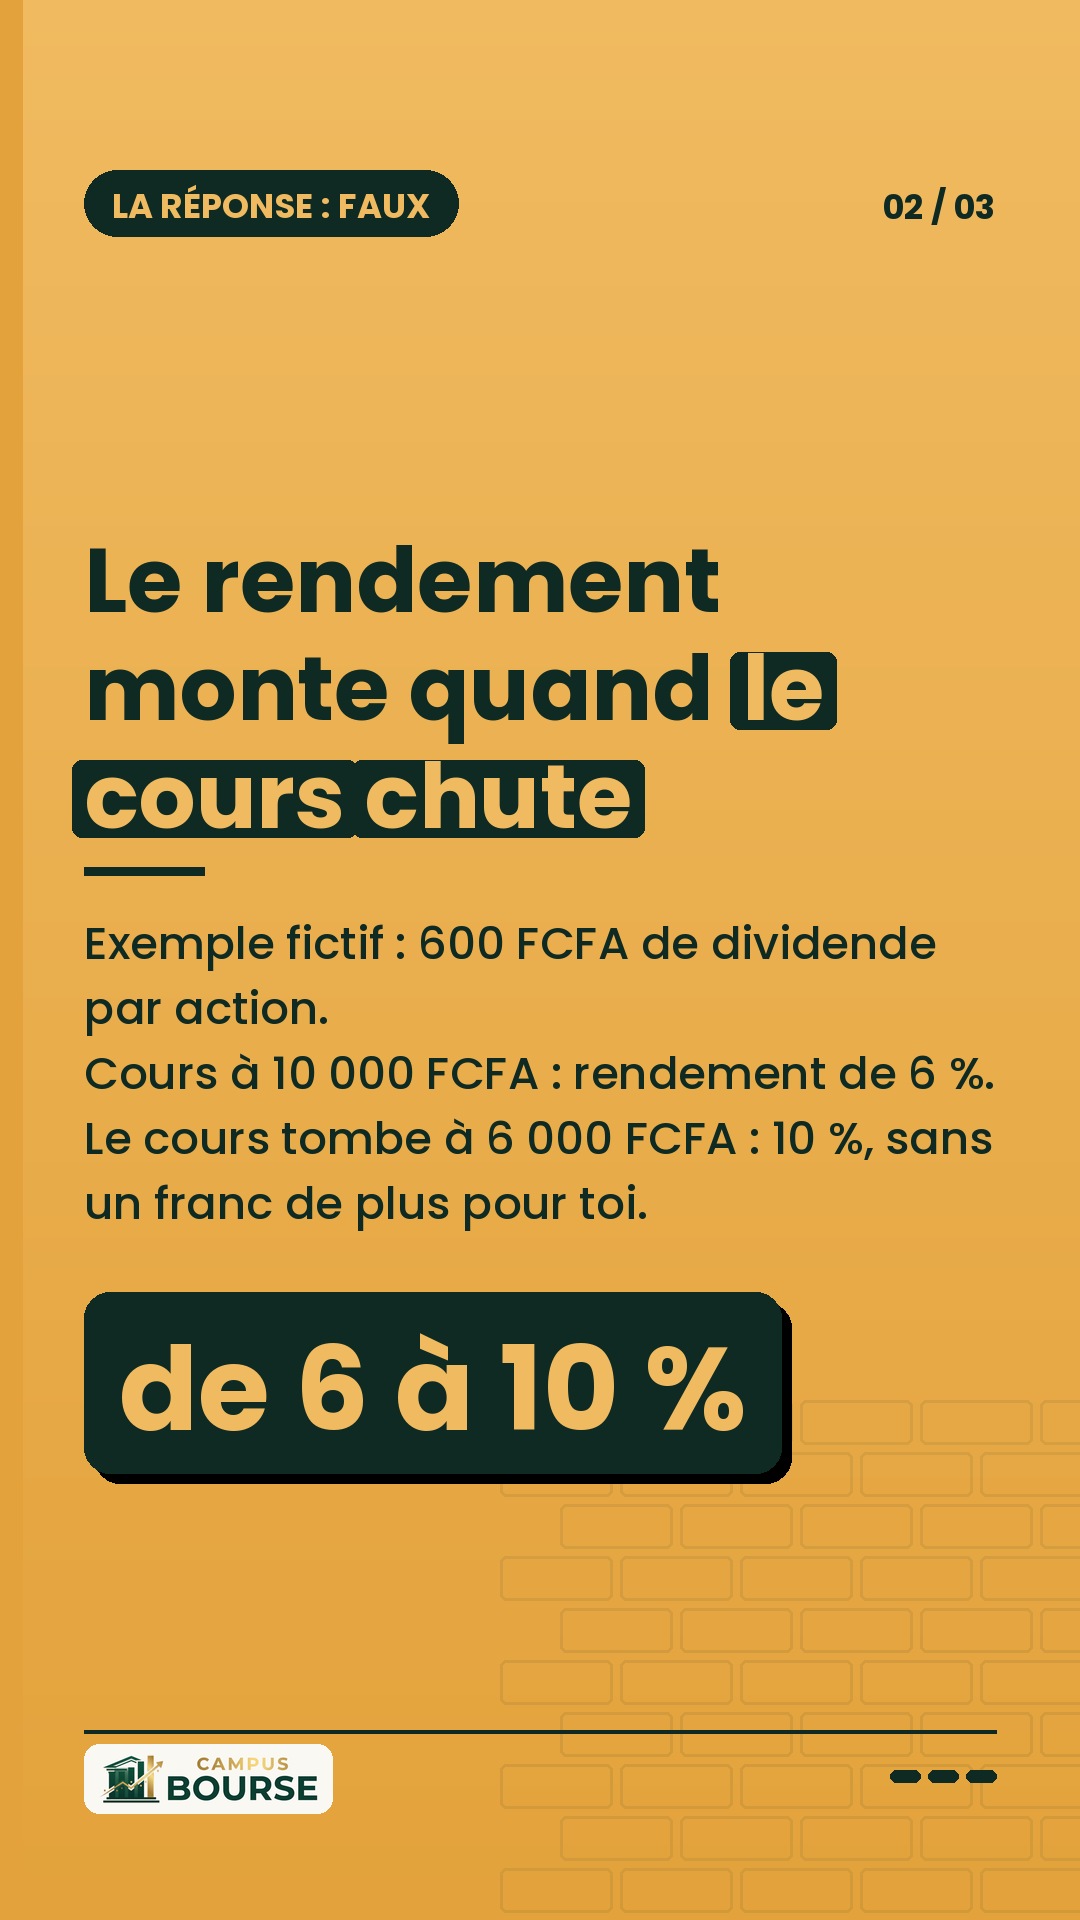 LA RÉPONSE : FAUX
02 / 03
Le rendement
monte quand le
cours chute
Exemple fictif : 600 FCFA de dividende
par action.
Cours à 10 000 FCFA : rendement de 6 %.
Le cours tombe à 6 000 FCFA : 10 %, sans
un franc de plus pour toi.
de 6 à 10 %
CAMPUS
BOURSE